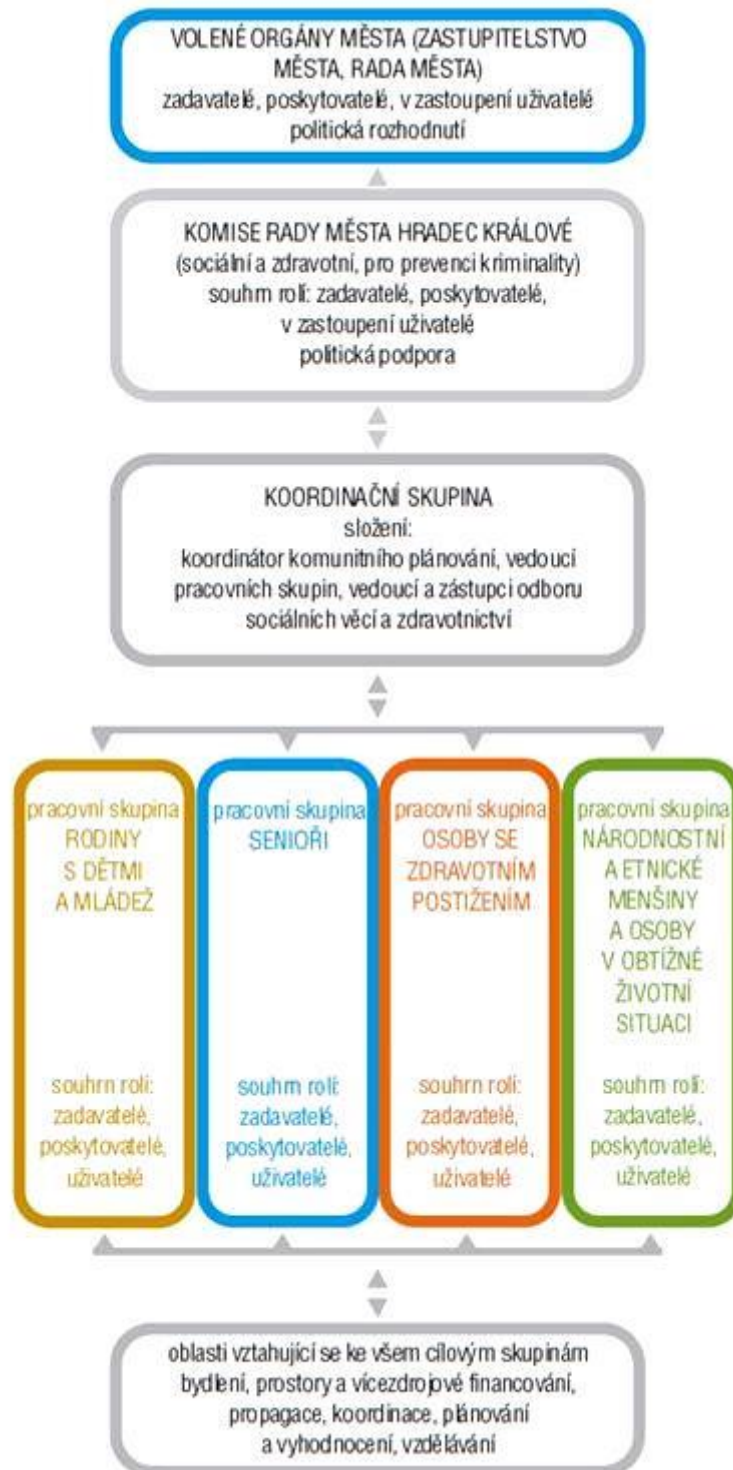 VOLENÉ ORGÁNY MĚSTA (ZASTUPITELSTVO
MĚSTA, RADA MĚSTA)
zadavatelé, poskytovatelé, v zastoupení uživatelé
politická rozhodnutí
KOMISE RADY MĚSTA HRADEC KRÁLOVÉ
(sociální a zdravotní, pro prevenci kriminality)
souhrn rolí: zadavatelé, poskytovatelé,
v zastoupení uživatelé
politická podpora
KOORDINAČNÍ SKUPINA
složení:
koordinátor komunitního plánování, vedoucí
pracovních skupin, vedoucí a zástupci odboru
sociálních věcí a zdravotnictví
pracovní skupina
RODINY
S DĚTMI
A MLÁDEŽ
souhrn rolí:
zadavatelé,
poskytovatelé,
uživatelé
pracovní skupina
SENIOŘI
souhrn rolí:
zadavatelé,
poskytovatelé,
uživatelé
pracovní skupina
OSOBY SE
ZDRAVOTNÍM
POSTIŽENÍM
souhrn rolí:
zadavatelé,
poskytovatelé,
uživatelé
pracovní skupina
NÁRODNOSTNÍ
A ETNICKÉ
MENŠINY
A OSOBY
V OBTÍŽNÉ
ŽIVOTNÍ
SITUACI
souhrn rolí:
zadavatelé,
poskytovatelé,
uživatelé
oblasti vztahující se ke všem cílovým skupinám
bydlení, prostory a vícezdrojové financování,
propagace, koordinace, plánování
a vyhodnocení, vzdělávání